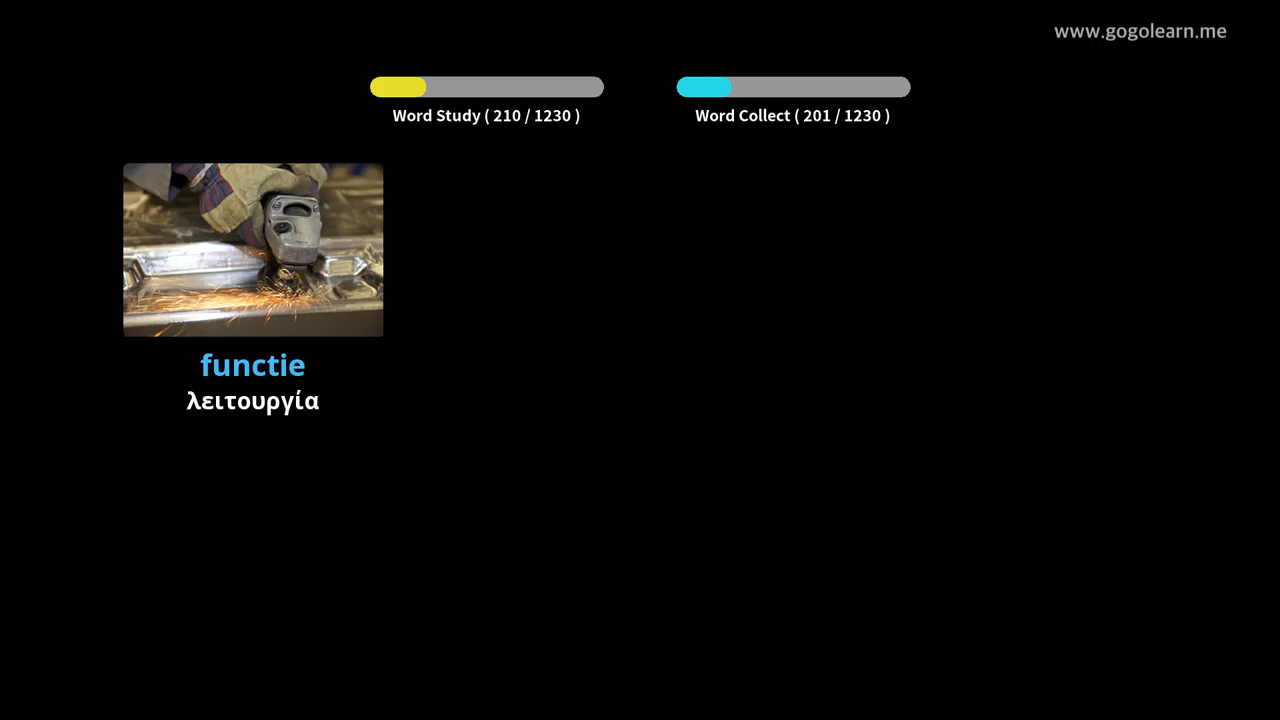 www.gogolearn.me
Word Study ( 210 / 1230 )
Word Collect ( 201 / 1230 )
functie
λειτουργία